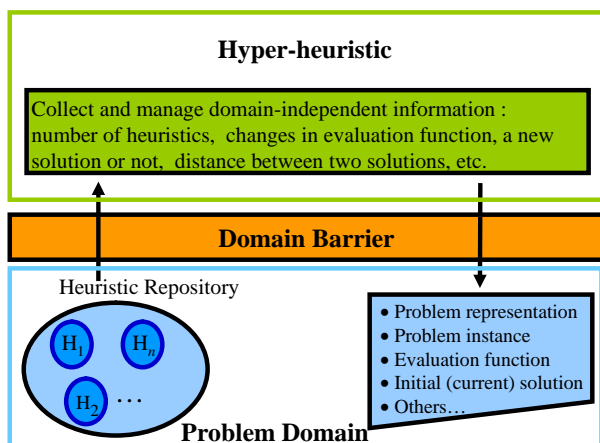 Hyper-heuristic
Collect and manage domain-independent information :
number of heuristics, changes in evaluation function, a new
solution or not, distance between two solutions, etc.
Domain Barrier
Heuristic Repository
H1
Hn
H2 …
• Problem representation
• Problem instance
• Evaluation function
• Initial (current) solution
• Others…
Problem Domain